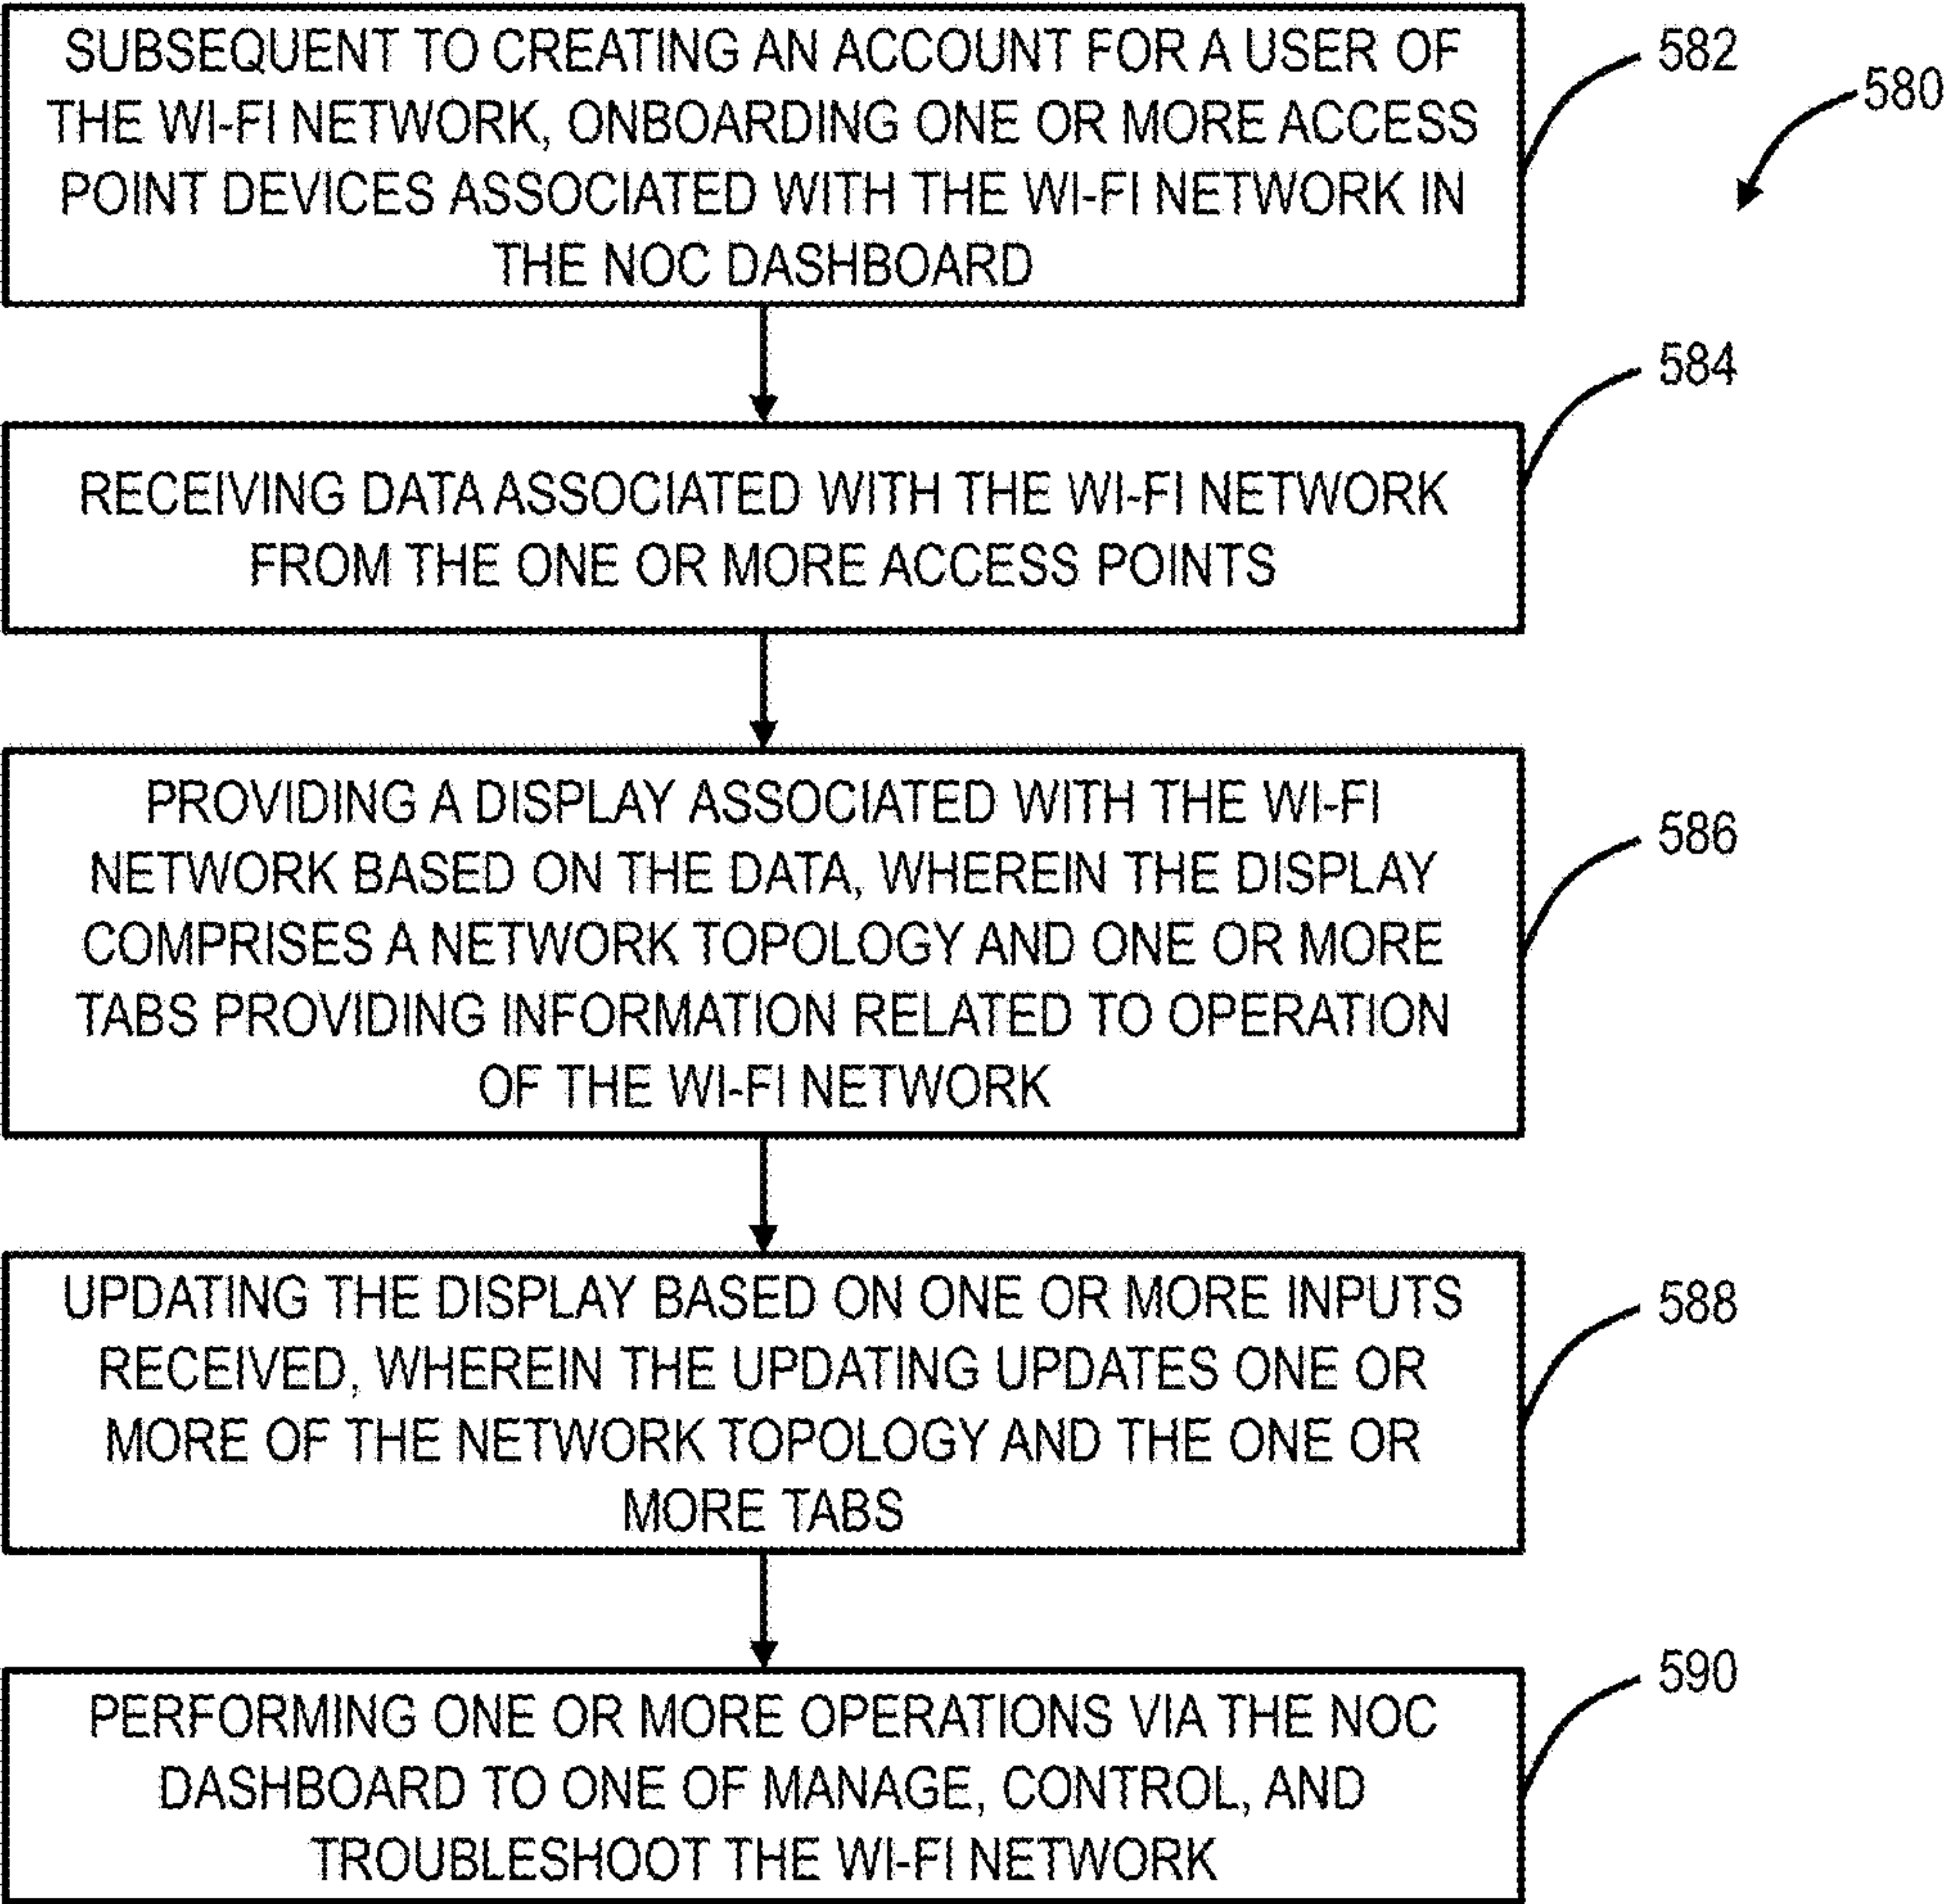 SUBSEQUENT TO CREATING AN ACCOUNT FOR A USER OF
THE WI-FI NETWORK, ONBOARDING ONE OR MORE ACCESS
POINT DEVICES ASSOCIATED WITH THE WI-FI NETWORK IN
THE NOC DASHBOARD
582
580
584
RECEIVING DATA ASSOCIATED WITH THE WI-FI NETWORK
FROM THE ONE OR MORE ACCESS POINTS
PROVIDING A DISPLAY ASSOCIATED WITH THE WI-FI
NETWORK BASED ON THE DATA, WHEREIN THE DISPLAY
COMPRISES A NETWORK TOPOLOGY AND ONE OR MORE
TABS PROVIDING INFORMATION RELATED TO OPERATION
OF THE WI-FI NETWORK
586
UPDATING THE DISPLAY BASED ON ONE OR MORE INPUTS
RECEIVED, WHEREIN THE UPDATING UPDATES ONE OR
MORE OF THE NETWORK TOPOLOGY AND THE ONE OR
MORE TABS
588
PERFORMING ONE OR MORE OPERATIONS VIA THE NOC
DASHBOARD TO ONE OF MANAGE, CONTROL, AND
TROUBLESHOOT THE WI-FI NETWORK
590